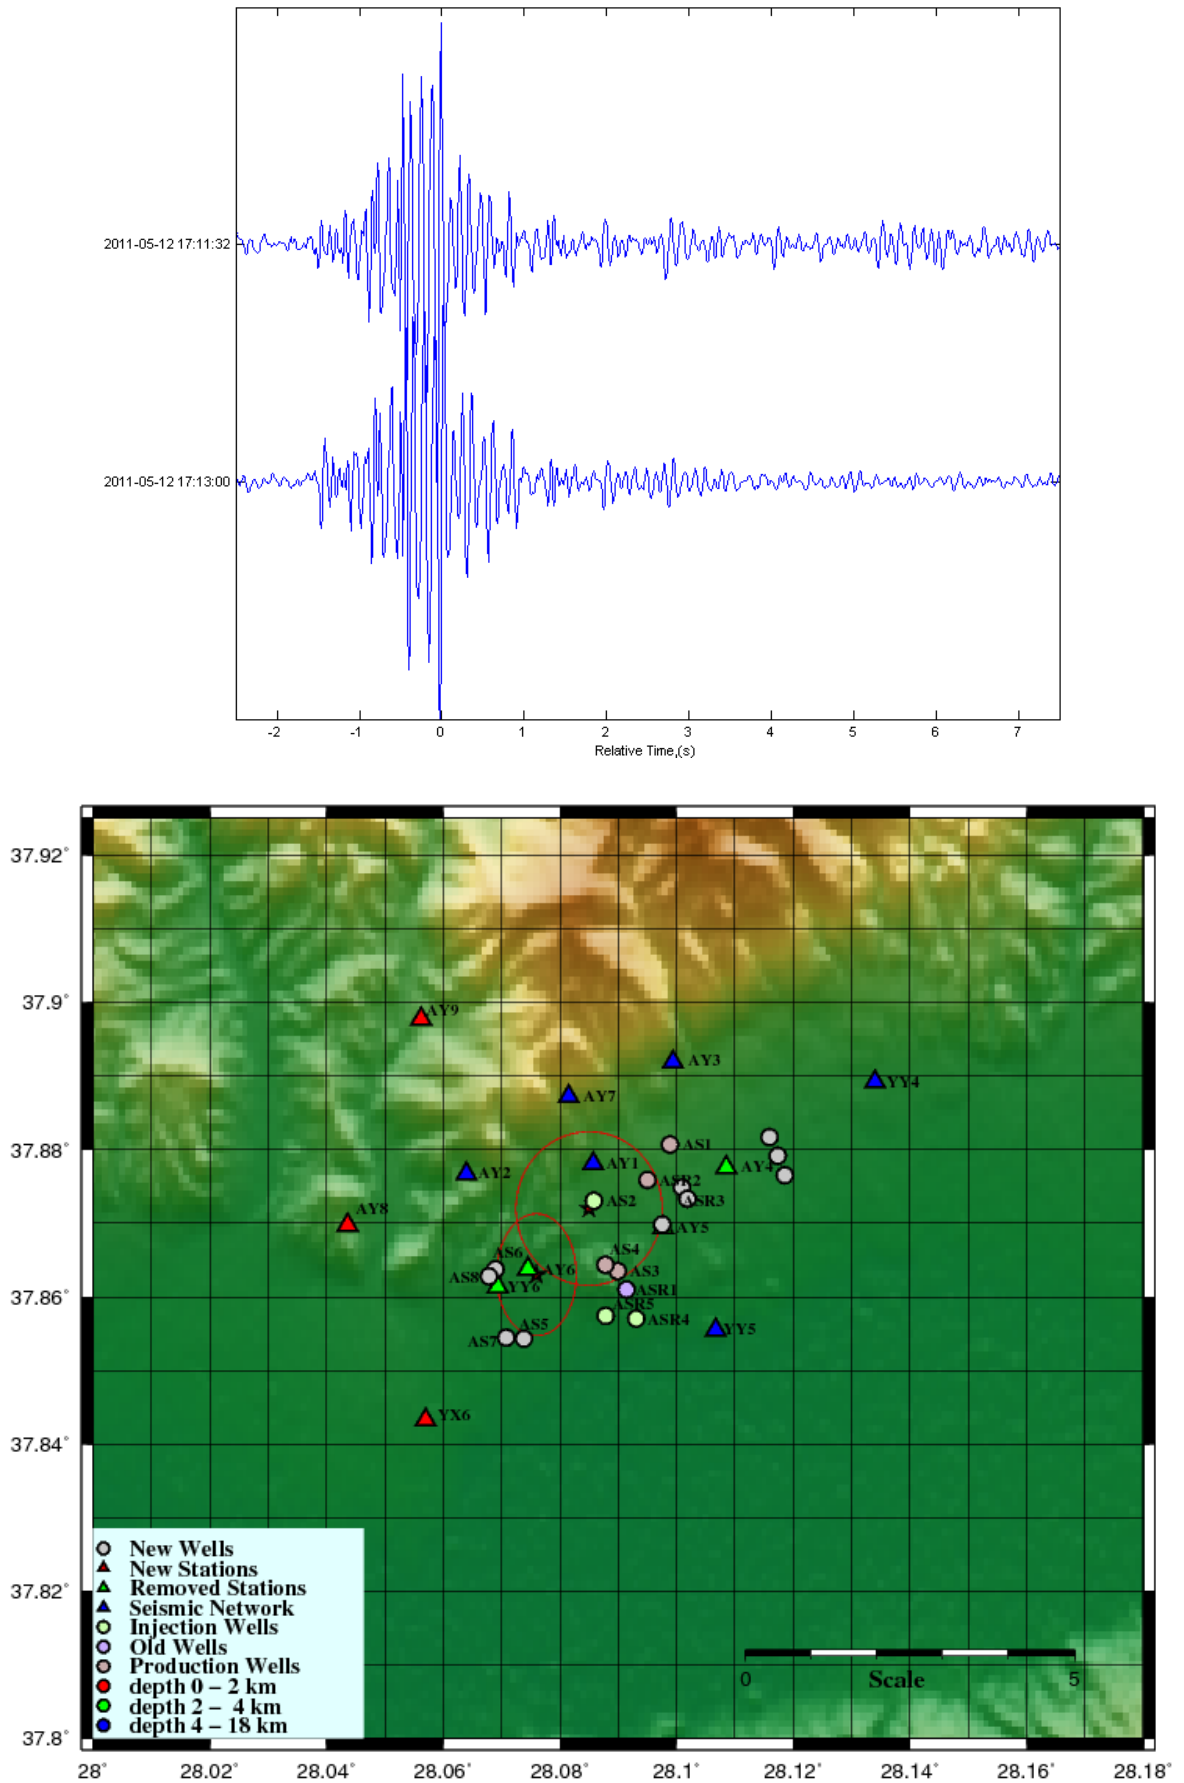 2011-05-12 17:11:32
2011-05-12 17:13:00
-2 -1 0 1 2 3 4 5 6 7
Relative Time,(s)
37.92°
37.9°
37.88°
37.86°
37.84°
37.82°
37.8°
AY9
AY3
AY7
YY4
AS1
AY1
AY4
AY2
ASR2
AS2
ASR3
AY8
AY5
AS4
AS6
AY6
AS3
AS8
YY6
ASR1
ASR5
ASR4
AS5
YY5
AS7
YX6
New Wells
New Stations
Removed Stations
Seismic Network
Injection Wells
Old Wells
Production Wells
depth 0 – 2 km
depth 2 – 4 km
depth 4 – 18 km
0 Scale 5
28° 28.02° 28.04° 28.06° 28.08° 28.1° 28.12° 28.14° 28.16° 28.18°